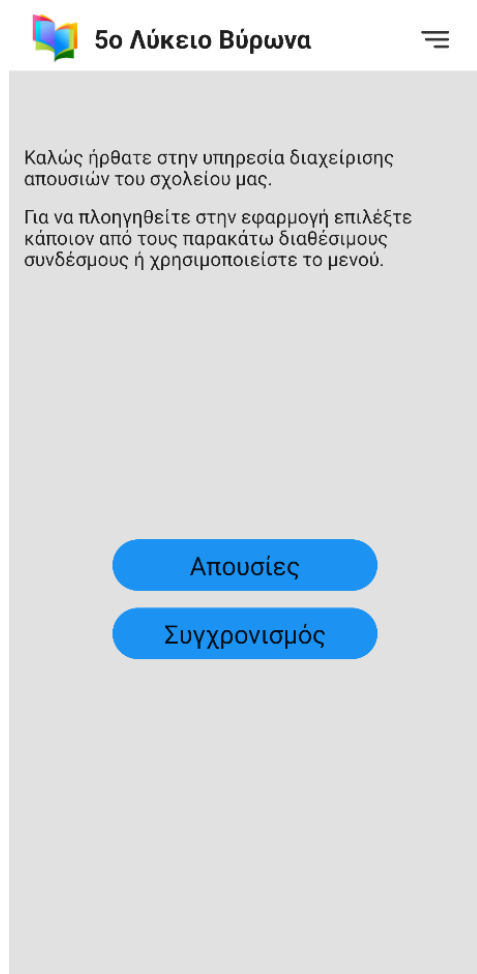 5ο Λύκειο Βύρωνα
Καλώς ήρθατε στην υπηρεσία διαχείρισης
απουσιών του σχολείου μας.
Για να πλοηγηθείτε στην εφαρμογή επιλέξτε
κάποιον από τους παρακάτω διαθέσιμους
συνδέσμους ή χρησιμοποιείστε το μενού.
Απουσίες
Συγχρονισμός